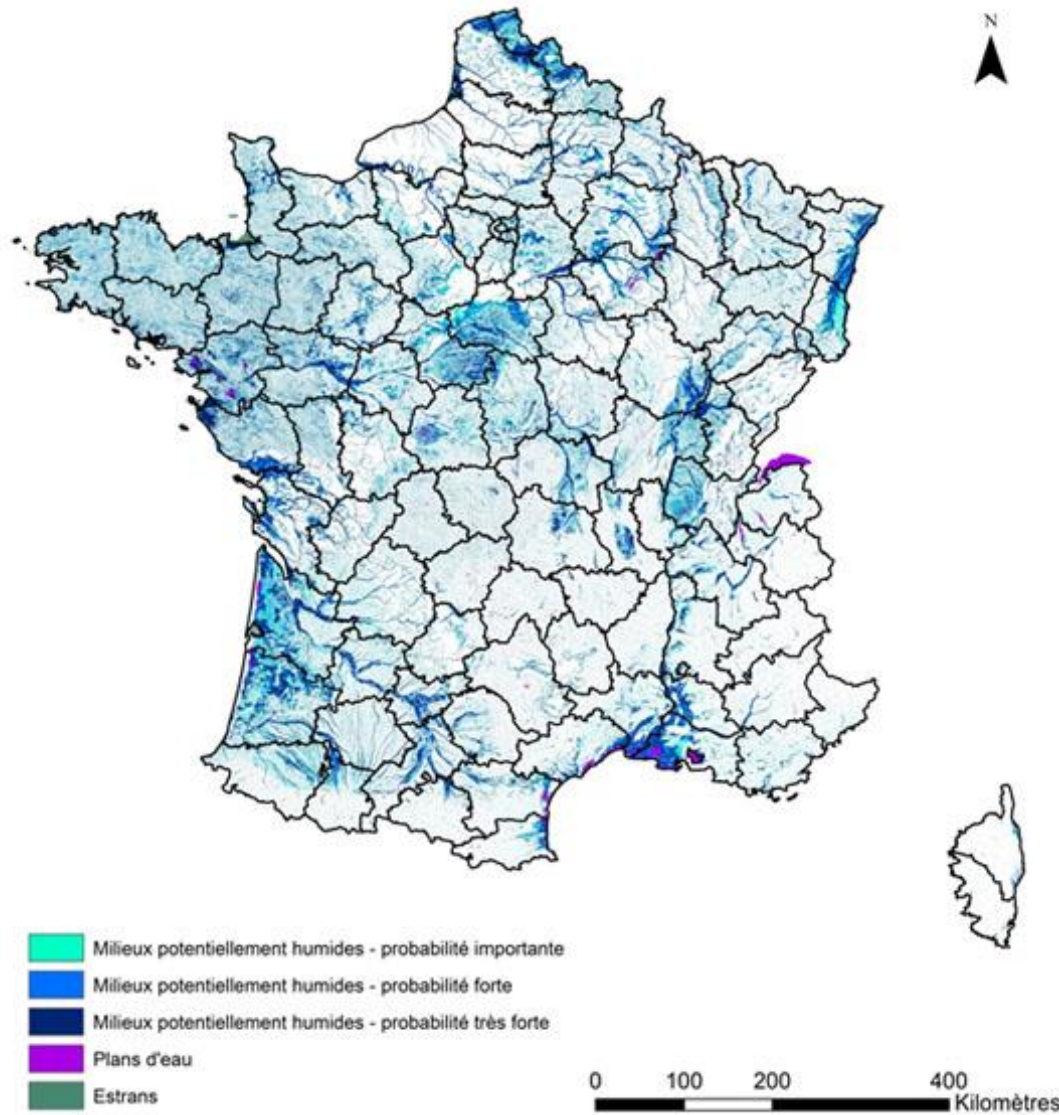 N
Milieux potentiellement humides - probabilité importante
Milieux potentiellement humides - probabilité forte
Milieux potentiellement humides - probabilité très forte
Plans d'eau
Estrans
0 100 200 400
Kilomètres